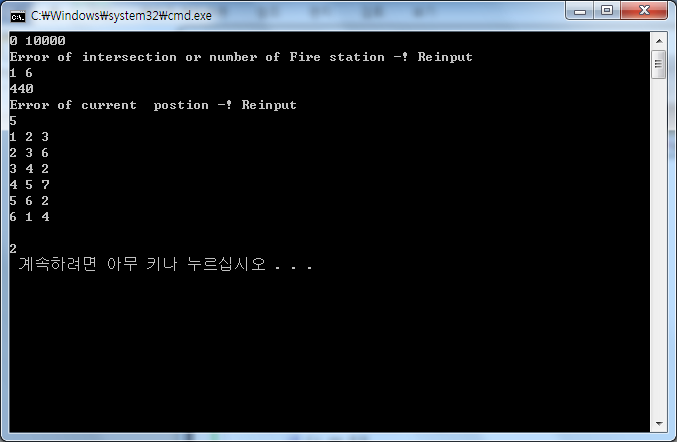 C:₩Windows₩system32₩cmd.exe
0 10000
Error of intersection or number of Fire station -! Reinput
1 6
440
Error of current  postion -! Reinput
5
1 2 3
2 3 6
3 4 2
4 5 7
5 6 2
6 1 4
2
계속하려면 아무 키나 누르십시오 . . .